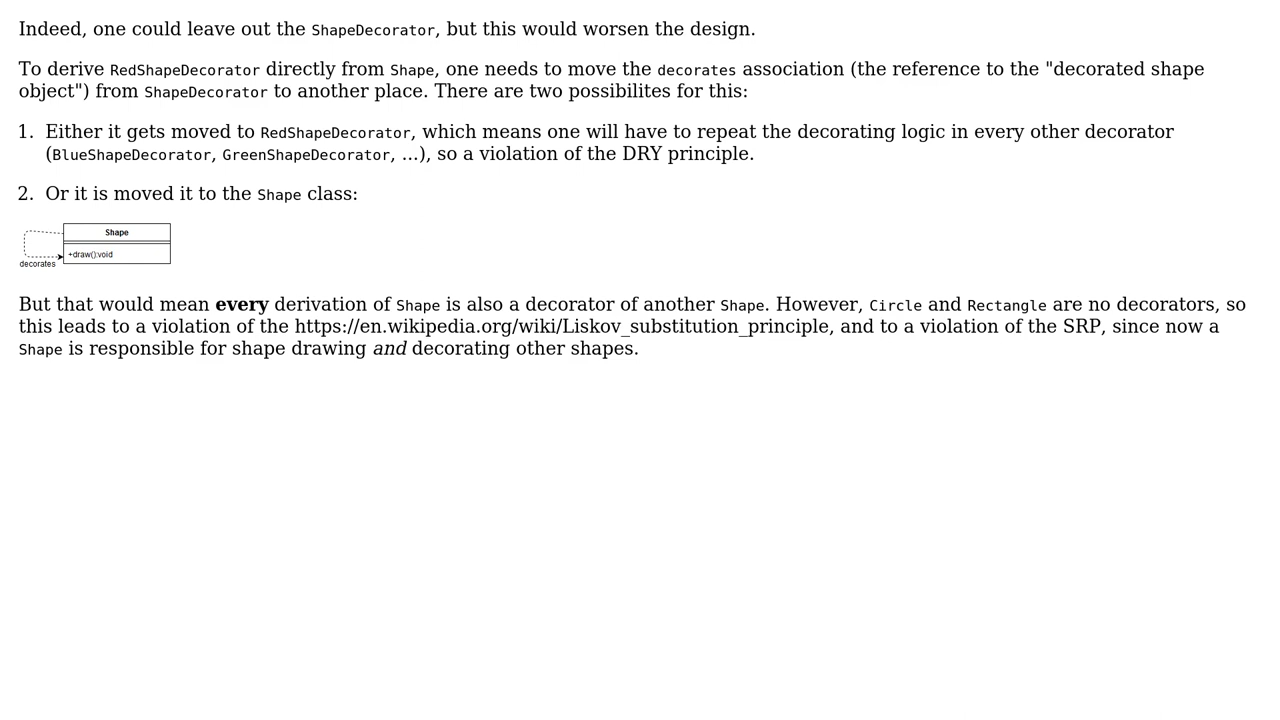 Indeed, one could leave out the ShapeDecorator, but this would worsen the design.
To derive RedShapeDecorator directly from Shape, one needs to move the decorates association (the reference to the "decorated shape
object") from ShapeDecorator to another place. There are two possibilites for this:
1. Either it gets moved to RedShapeDecorator, which means one will have to repeat the decorating logic in every other decorator
(BlueShapeDecorator, GreenShapeDecorator, ...), so a violation of the DRY principle.
2. Or it is moved it to the Shape class:
Shape
+draw():void
decorates
But that would mean every derivation of Shape is also a decorator of another Shape. However, Circle and Rectangle are no decorators, so
this leads to a violation of the https://en.wikipedia.org/wiki/Liskov_substitution_principle, and to a violation of the SRP, since now a
Shape is responsible for shape drawing and decorating other shapes.